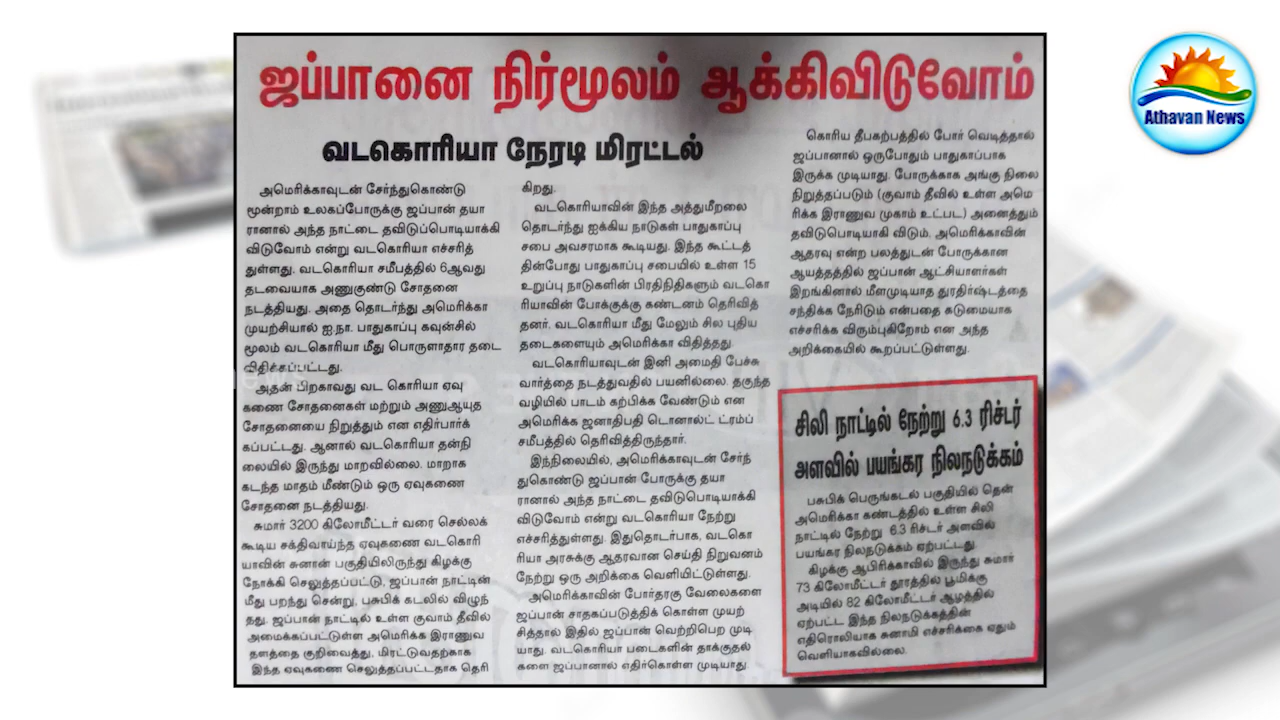 ஜப்பானை நிர்மூலம் ஆக்கிவிடுவோம்
வடகொரியா நேரடி மிரட்டல்
அமெரிக்காவுடன் சேர்ந்துகொண்டு
மூன்றாம் உலகப்போருக்கு ஜப்பான் தயா
ரானால் அந்த நாட்டை தவிடுப்பொடியாக்கி
விடுவோம் என்று வடகொரியா எச்சரித்
துள்ளது. வடகொரியா சமீபத்தில் 6ஆவது
தடவையாக அணுகுண்டு சோதனை
நடத்தியது. அதை தொடர்ந்து அமெரிக்கா
முயற்சியால் ஐ.நா. பாதுகாப்பு கவுன்சில்
மூலம் வடகொரியா மீது பொருளாதார தடை
விதிக்கப்பட்டது.
அதன் பிறகாவது வட கொரியா ஏவு
கணை சோதனைகள் மற்றும் அணுஆயுத
சோதனையை நிறுத்தும் என எதிர்பார்க்
கப்பட்டது. ஆனால் வடகொரியா தன்நி
லையில் இருந்து மாறவில்லை. மாறாக
கடந்த மாதம் மீண்டும் ஒரு ஏவுகணை
சோதனை நடத்தியது.
சுமார் 3200 கிலோமீட்டர் வரை செல்லக்
கூடிய சக்திவாய்ந்த ஏவுகணை வடகொரி
யாவின் சுனான் பகுதியிலிருந்து கிழக்கு
நோக்கி செலுத்தப்பட்டு, ஜப்பான் நாட்டின்
மீது பறந்து சென்று, பசுபிக் கடலில் விழுந்
தது. ஜப்பான் நாட்டில் உள்ள குவாம் தீவில்
அமைக்கப்பட்டுள்ள அமெரிக்க இராணுவ
தளத்தை குறிவைத்து, மிரட்டுவதற்காக
இந்த ஏவுகணை செலுத்தப்பட்டதாக தெரி
கிறது.
வடகொரியாவின் இந்த அத்துமீறலை
தொடர்ந்து ஐக்கிய நாடுகள் பாதுகாப்பு
சபை அவசரமாக கூடியது. இந்த கூட்டத்
தின்போது பாதுகாப்பு சபையில் உள்ள 15
உறுப்பு நாடுகளின் பிரதிநிதிகளும் வடகொ
ரியாவின் போக்குக்கு கண்டனம் தெரிவித்
தனர். வடகொரியா மீது மேலும் சில புதிய
தடைகளையும் அமெரிக்கா விதித்தது.
வடகொரியாவுடன் இனி அமைதி பேச்சு
வார்த்தை நடத்துவதில் பயனில்லை. தகுந்த
வழியில் பாடம் கற்பிக்க வேண்டும் என
அமெரிக்க ஜனாதிபதி டொனால்ட் ட்ரம்ப்
சமீபத்தில் தெரிவித்திருந்தார்.
இந்நிலையில், அமெரிக்காவுடன் சேர்ந்
துகொண்டு ஜப்பான் போருக்கு தயா
ரானால் அந்த நாட்டை தவிடுபொடியாக்கி
விடுவோம் என்று வடகொரியா நேற்று
எச்சரித்துள்ளது. இதுதொடர்பாக, வடகொ
ரியா அரசுக்கு ஆதரவான செய்தி நிறுவனம்
நேற்று ஒரு அறிக்கை வெளியிட்டுள்ளது.
அமெரிக்காவின் போர்தரகு வேலைகளை
ஜப்பான் சாதகப்படுத்திக் கொள்ள முயற்
சித்தால் இதில் ஜப்பான் வெற்றிபெற முடி
யாது. வடகொரியா படைகளின் தாக்குதல்
களை ஜப்பானால் எதிர்கொள்ள முடியாது.
கொரிய தீபகற்பத்தில் போர் வெடித்தால்
ஜப்பானால் ஒருபோதும் பாதுகாப்பாக
இருக்க முடியாது. போருக்காக அங்கு நிலை
நிறுத்தப்படும் (குவாம் தீவில் உள்ள அமெ
ரிக்க இராணுவ முகாம் உட்பட) அனைத்தும்
தவிடுபொடியாகி விடும். அமெரிக்காவின்
ஆதரவு என்ற பலத்துடன் போருக்கான
ஆயத்தத்தில் ஜப்பான் ஆட்சியாளர்கள்
இறங்கினால் மீளமுடியாத துரதிர்ஷ்டத்தை
சந்திக்க நேரிடும் என்பதை கடுமையாக
எச்சரிக்க விரும்புகிறோம் என அந்த
அறிக்கையில் கூறப்பட்டுள்ளது.
சிலி நாட்டில் நேற்று 6.3 ரிச்டர்
அளவில் பயங்கர நிலநடுக்கம்
பசுபிக் பெருங்கடல் பகுதியில் தென்
அமெரிக்கா கண்டத்தில் உள்ள சிலி
நாட்டில் நேற்று 6.3 ரிச்டர் அளவில்
பயங்கர நிலநடுக்கம் ஏற்பட்டது.
கிழக்கு ஆபிரிக்காவில் இருந்து சுமார்
73 கிலோமீட்டர் தூரத்தில் பூமிக்கு
அடியில் 82 கிலோமீட்டர் ஆழத்தில்
ஏற்பட்ட இந்த நிலநடுக்கத்தின்
எதிரொலியாக சுனாமி எச்சரிக்கை ஏதும்
வெளியாகவில்லை.
Athavan News